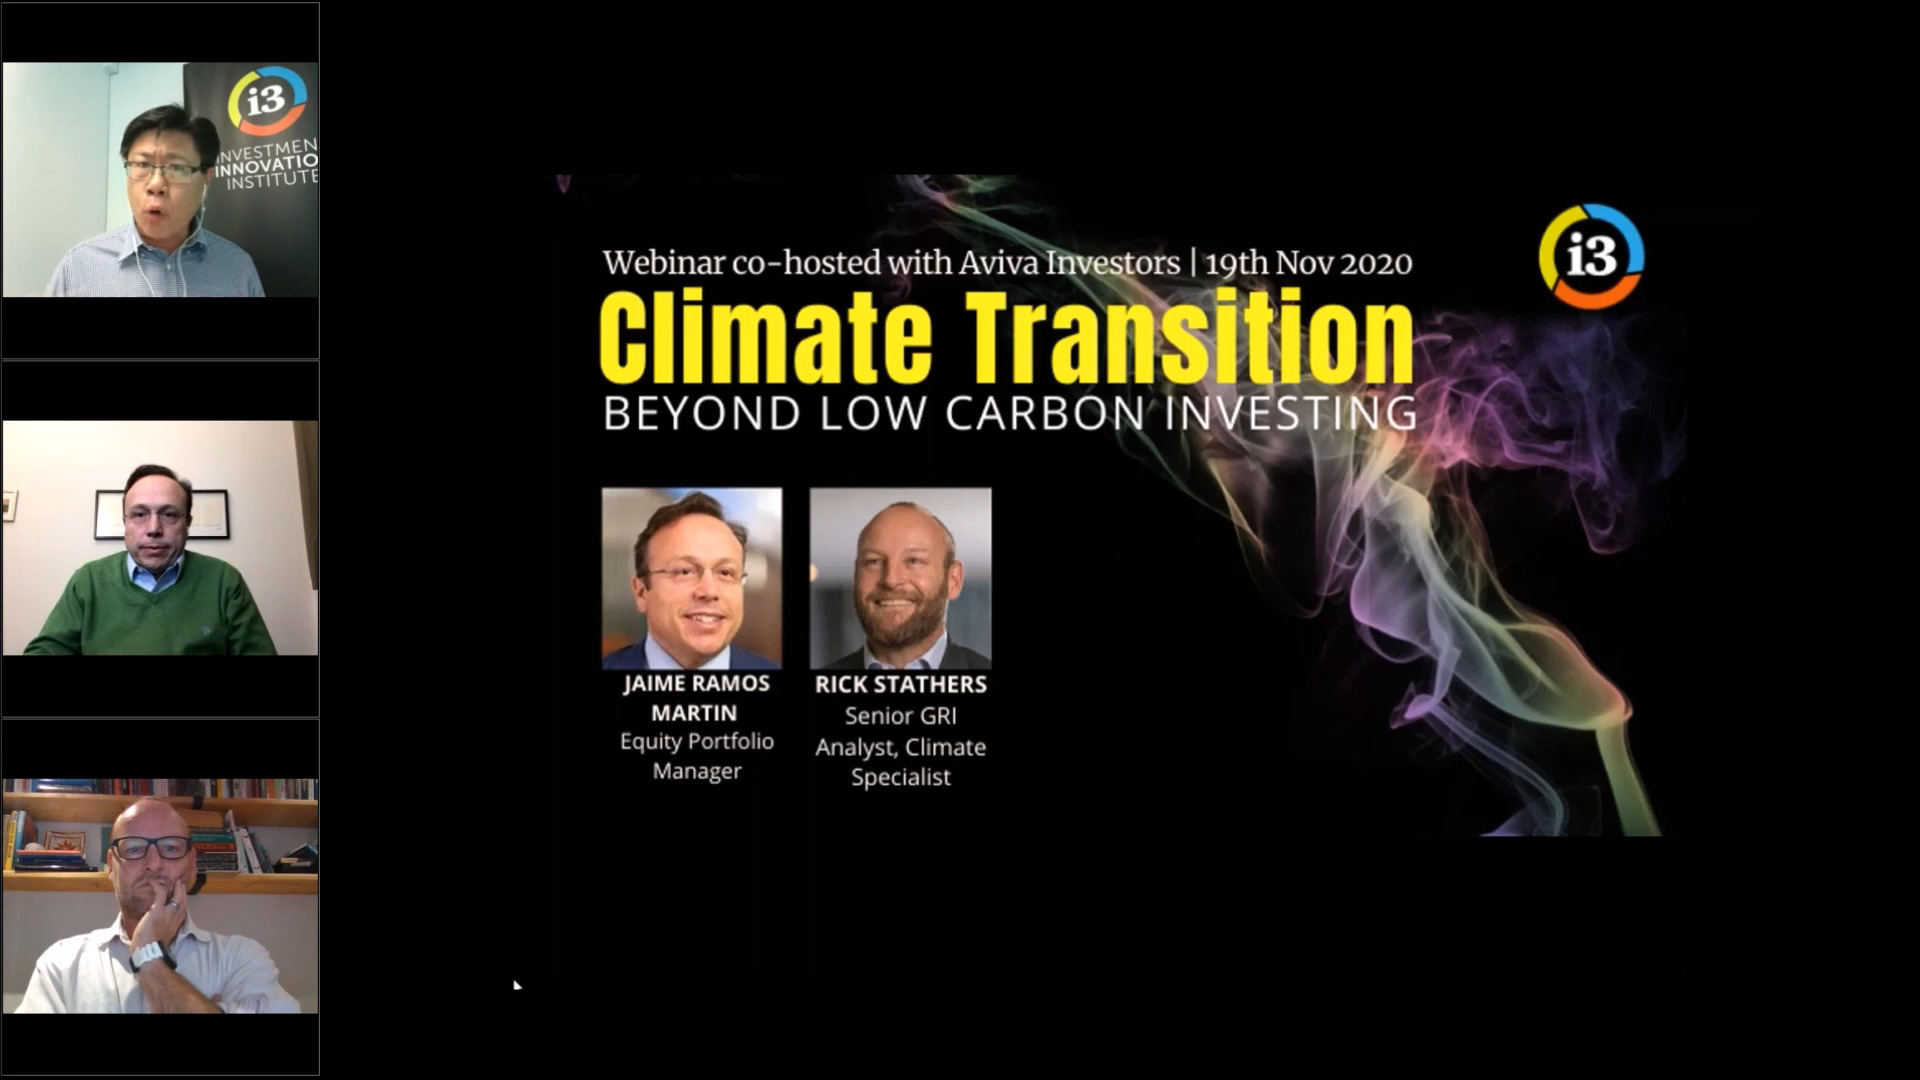 i3
INVESTMEN
INNOVATIO
INSTITUTE
Webinar co-hosted with Aviva Investors | 19th Nov 2020
i3
Climate Transition
BEYOND LOW CARBON INVESTING
JAIME RAMOS
MARTIN
Equity Portfolio
Manager
RICK STATHERS
Senior GRI
Analyst, Climate
Specialist